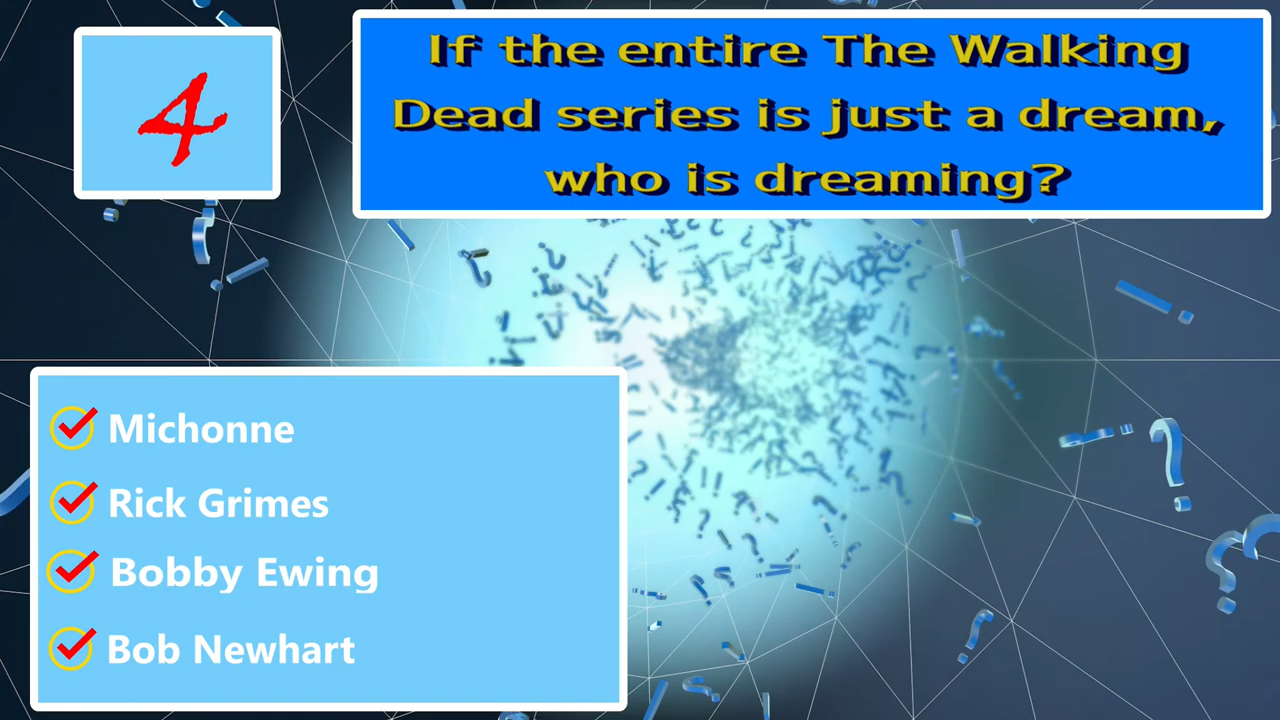 4
If the entire The Walking
Dead series is just a dream,
who is dreaming?
Michonne
Rick Grimes
Bobby Ewing
Bob Newhart